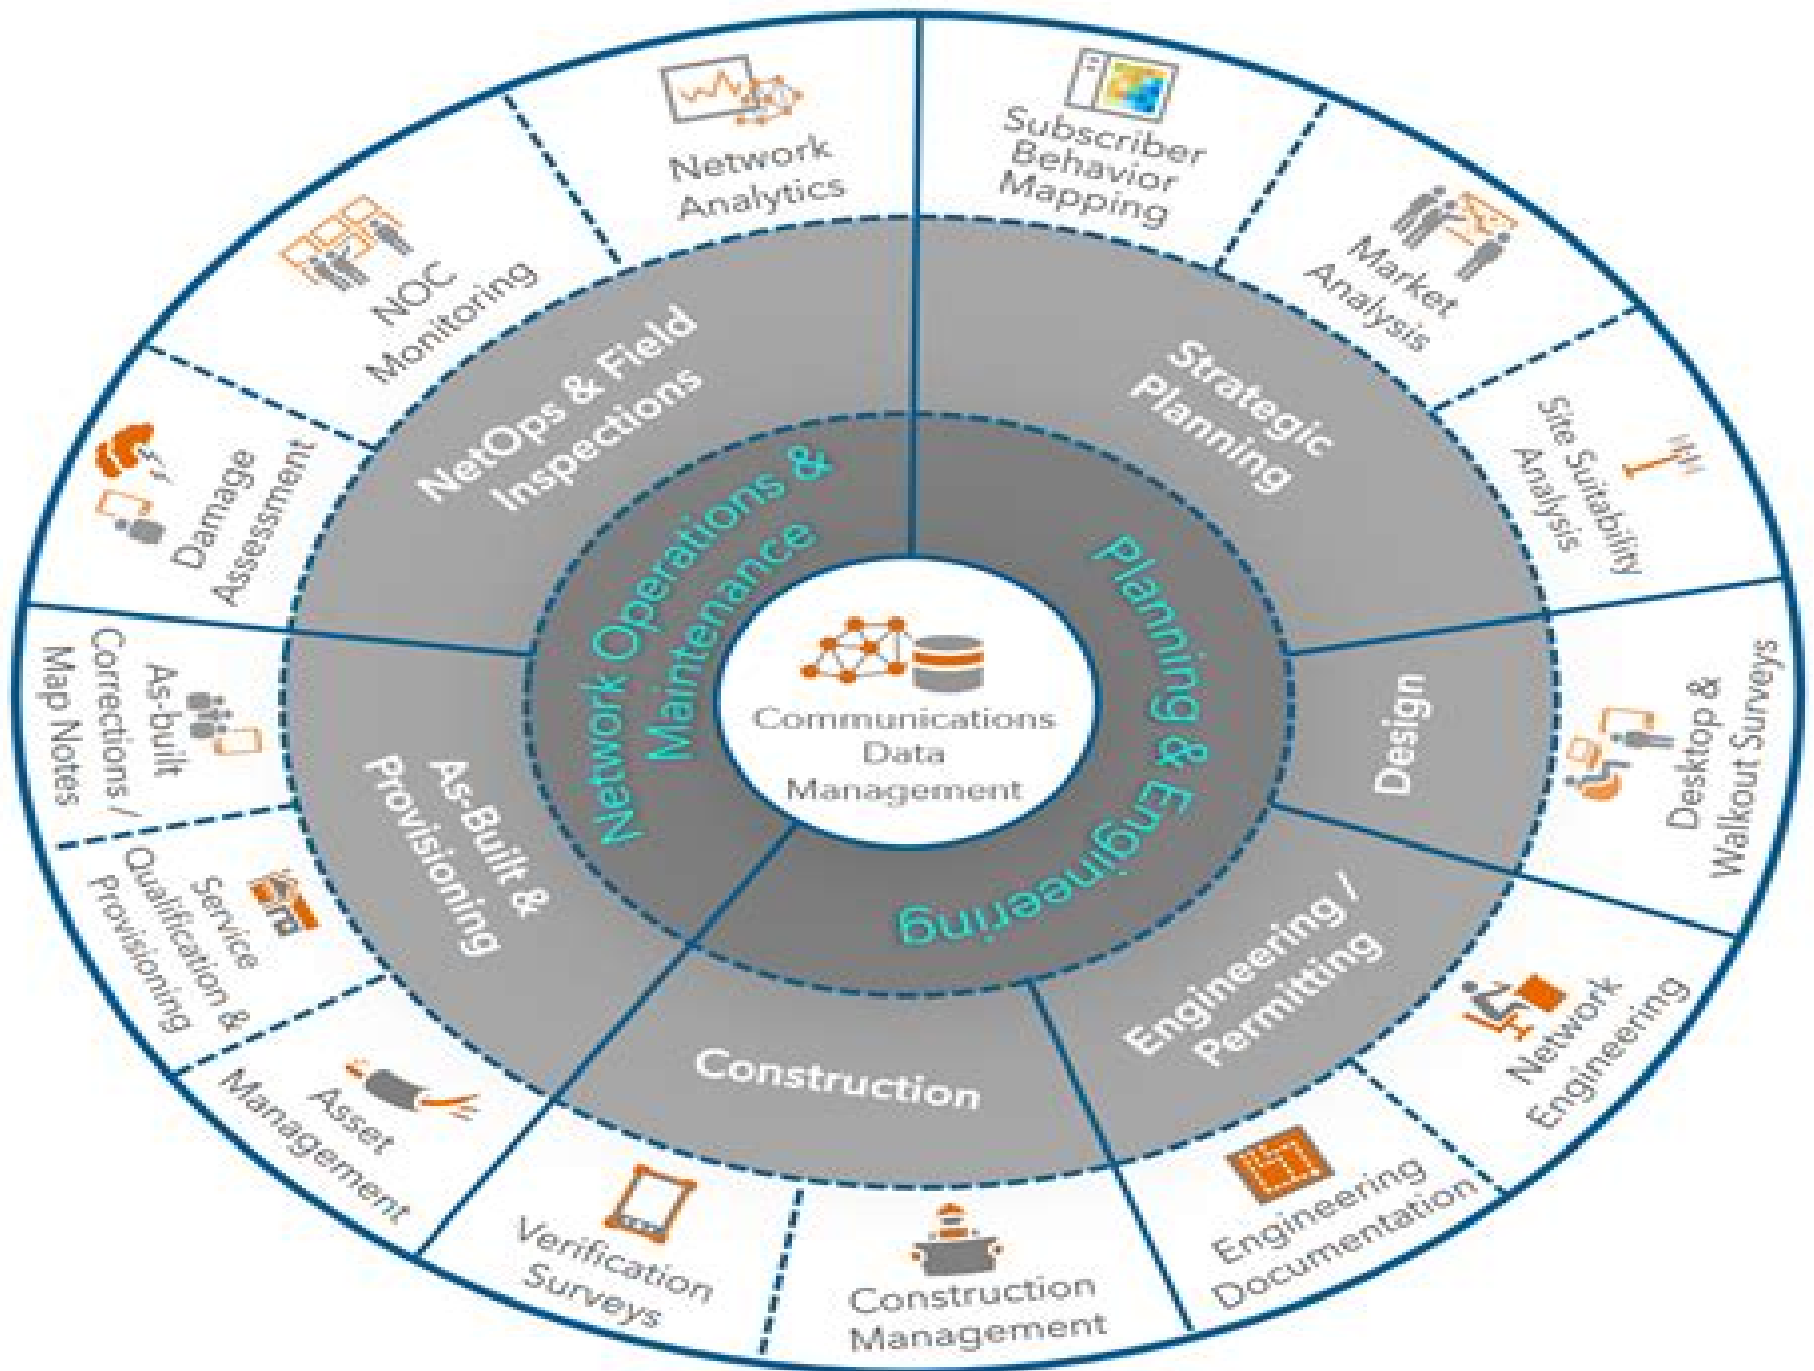 Network
Analytics
Subscriber
Behavior
Mapping
Market
Analysis
Site Suitability
Analysis
Desktop &
Walkout Surveys
Network
Engineering
Engineering
Documentation
Construction
Management
Verification
Surveys
Asset
Management
Service
Qualification &
Provisioning
As-built
Corrections /
Map Notes
Damage
Assessment
NOC
Monitoring
NetOps & Field
Inspections
Strategic
Planning
Design
Engineering /
Permitting
Construction
As-Built &
Provisioning
Network Operations &
Maintenance
Planning & Engineering
Communications
Data
Management